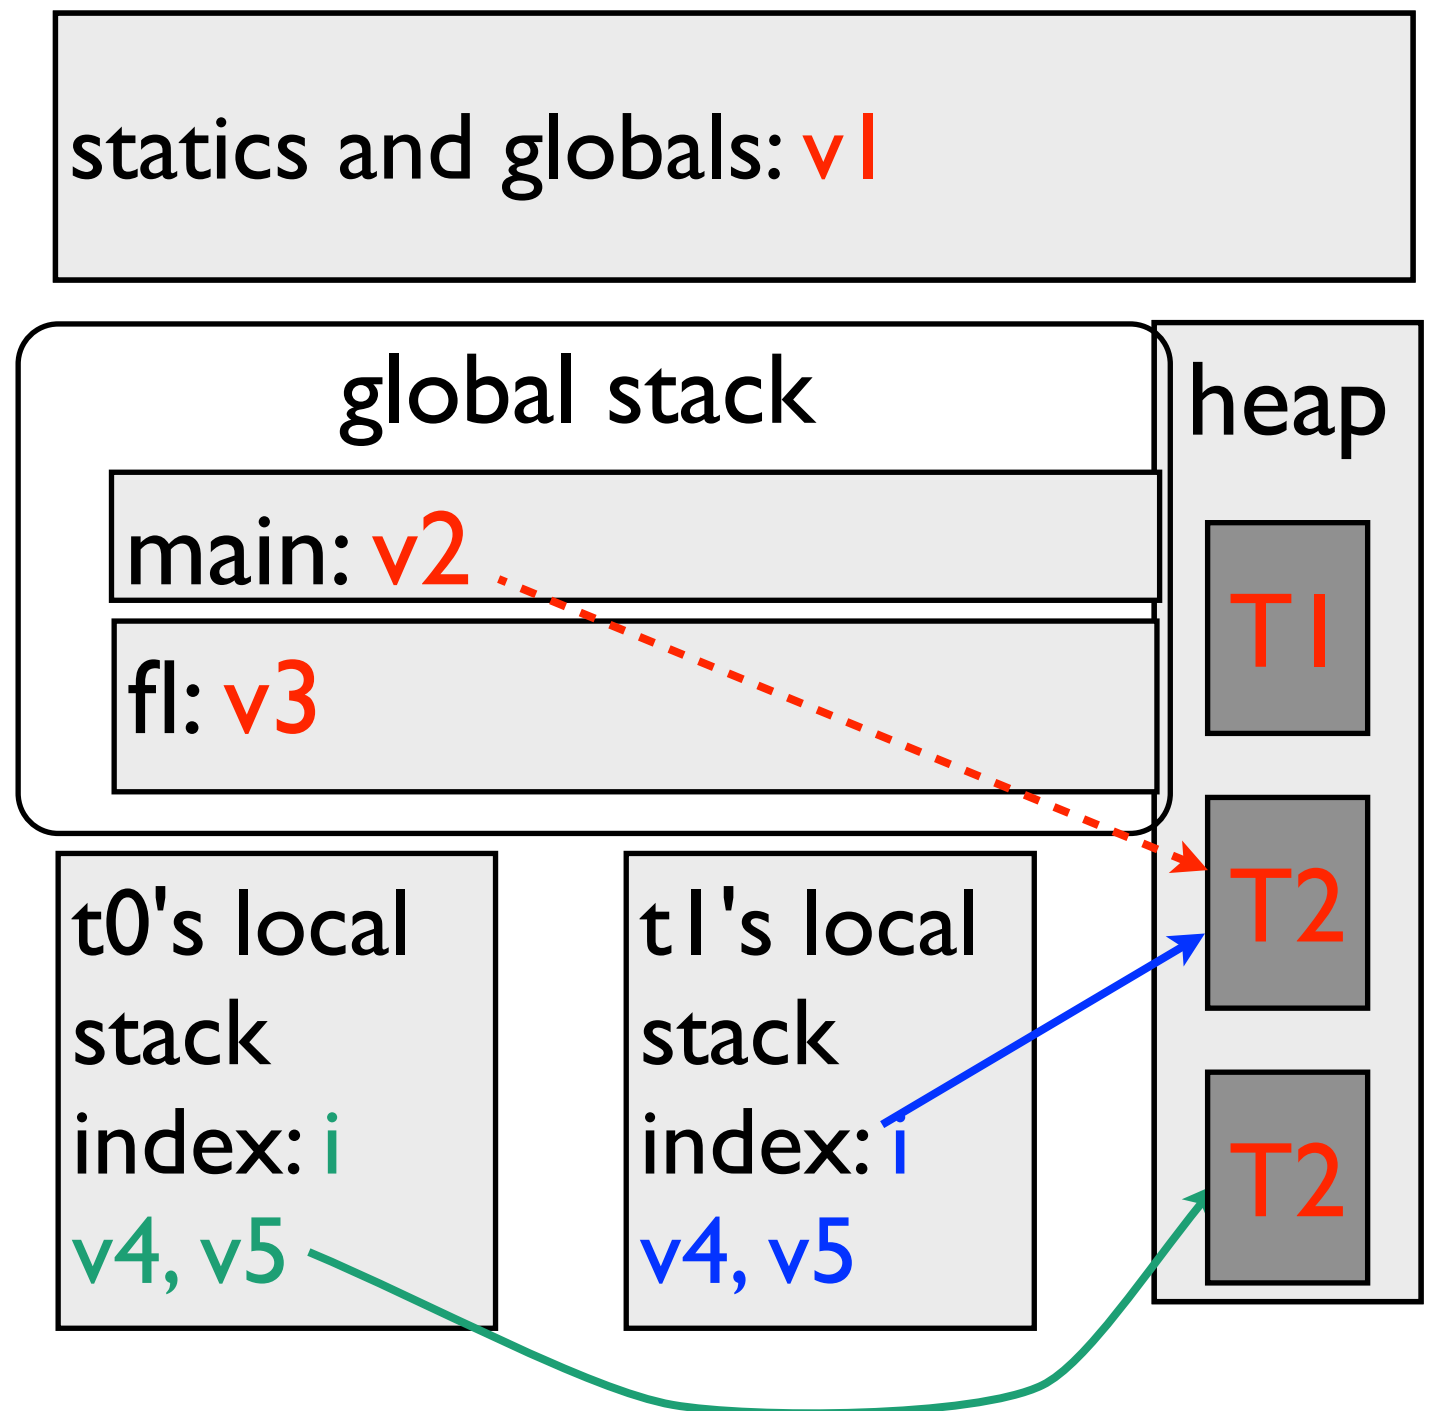 statics and globals: v1
global stack
heap
main: v2
T1
f1: v3
T2
t0's local
stack
index: i
v4, v5
t1's local
stack
index: i
v4, v5
T2